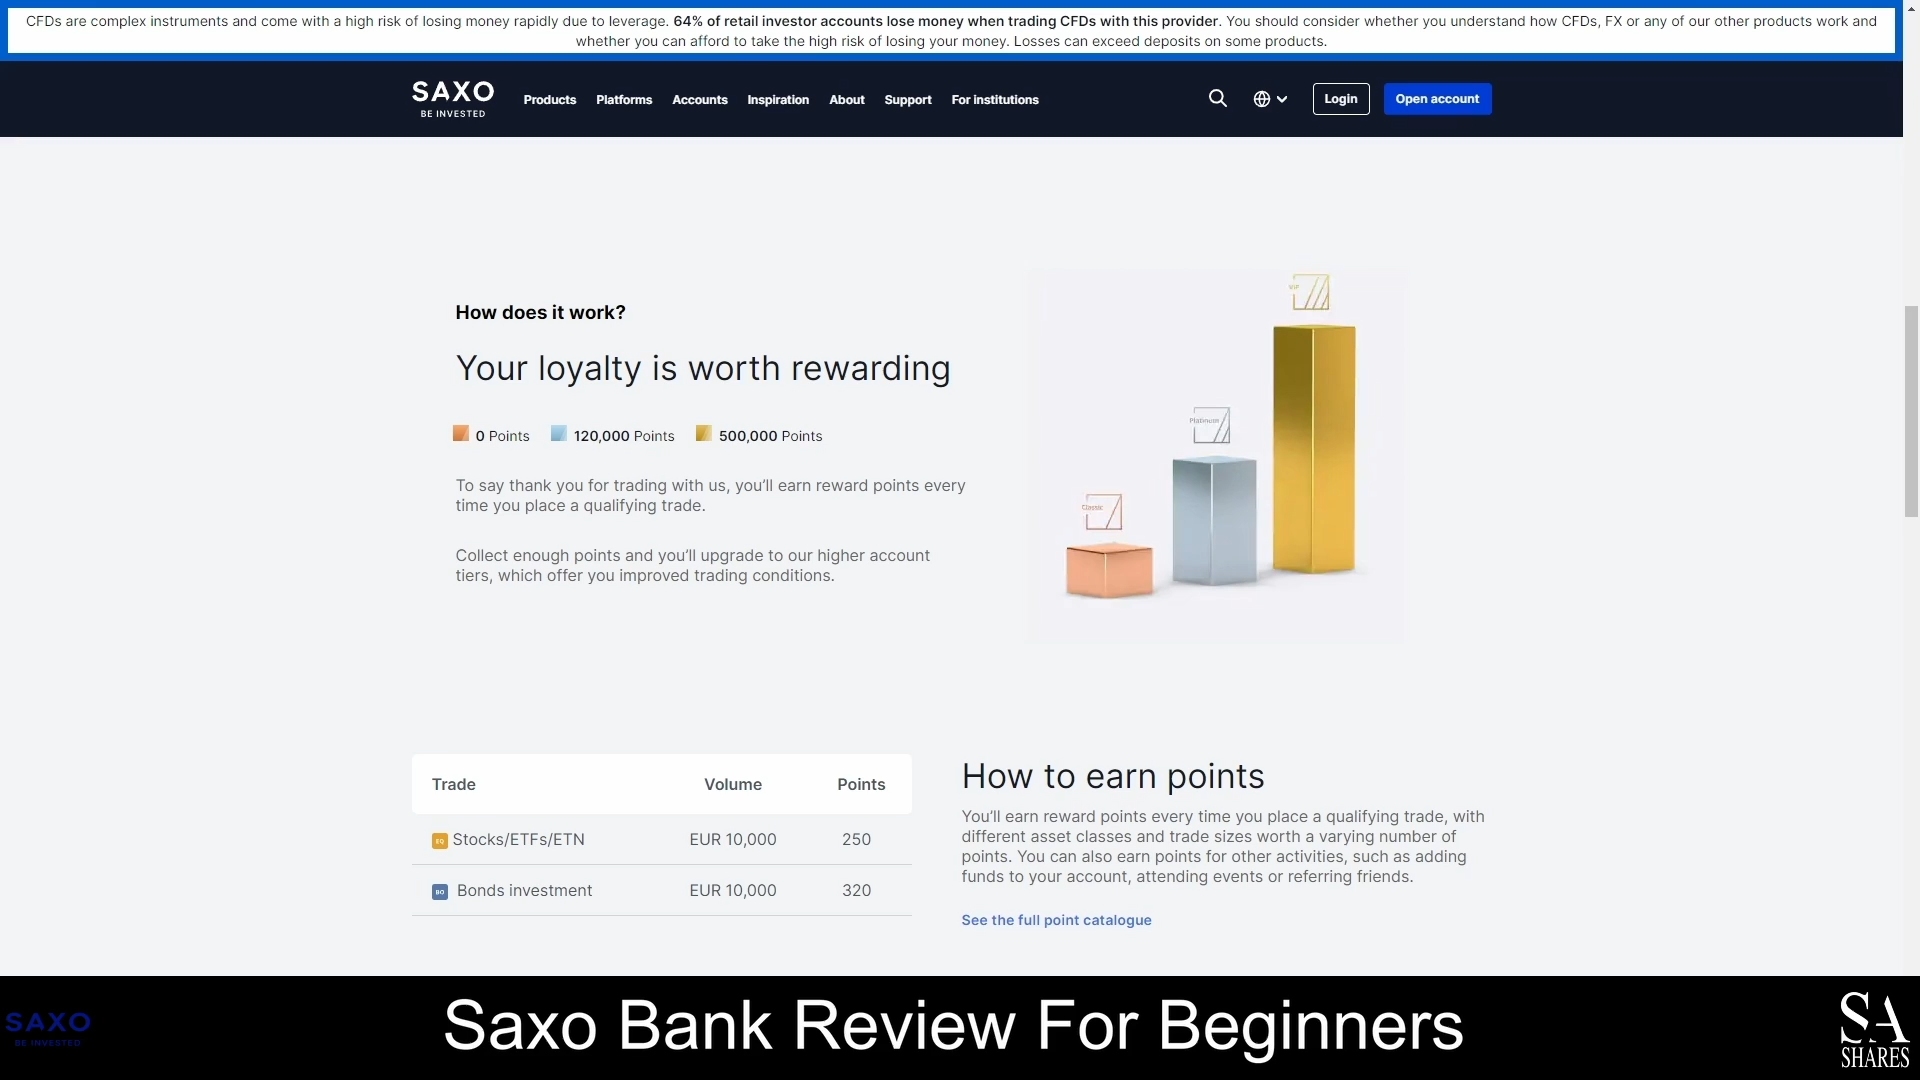 CFDs are complex instruments and come with a high risk of losing money rapidly due to leverage. 64% of retail investor accounts lose money when trading CFDs with this provider. You should consider whether you understand how CFDs, FX or any of our other products work and
whether you can afford to take the high risk of losing your money. Losses can exceed deposits on some products.
SAXO
BE INVESTED
Products Platforms Accounts Inspiration About Support For institutions
Login
Open account
How does it work?
Your loyalty is worth rewarding
0 Points 120,000 Points 500,000 Points
To say thank you for trading with us, you'll earn reward points every
time you place a qualifying trade.
Collect enough points and you'll upgrade to our higher account
tiers, which offer you improved trading conditions.
VIP
Platinum
Classic
Trade Volume Points
EQ Stocks/ETFs/ETN EUR 10,000 250
BO Bonds investment EUR 10,000 320
How to earn points
You'll earn reward points every time you place a qualifying trade, with
different asset classes and trade sizes worth a varying number of
points. You can also earn points for other activities, such as adding
funds to your account, attending events or referring friends.
See the full point catalogue
SAXO
BE INVESTED
Saxo Bank Review For Beginners
SA
SHARES